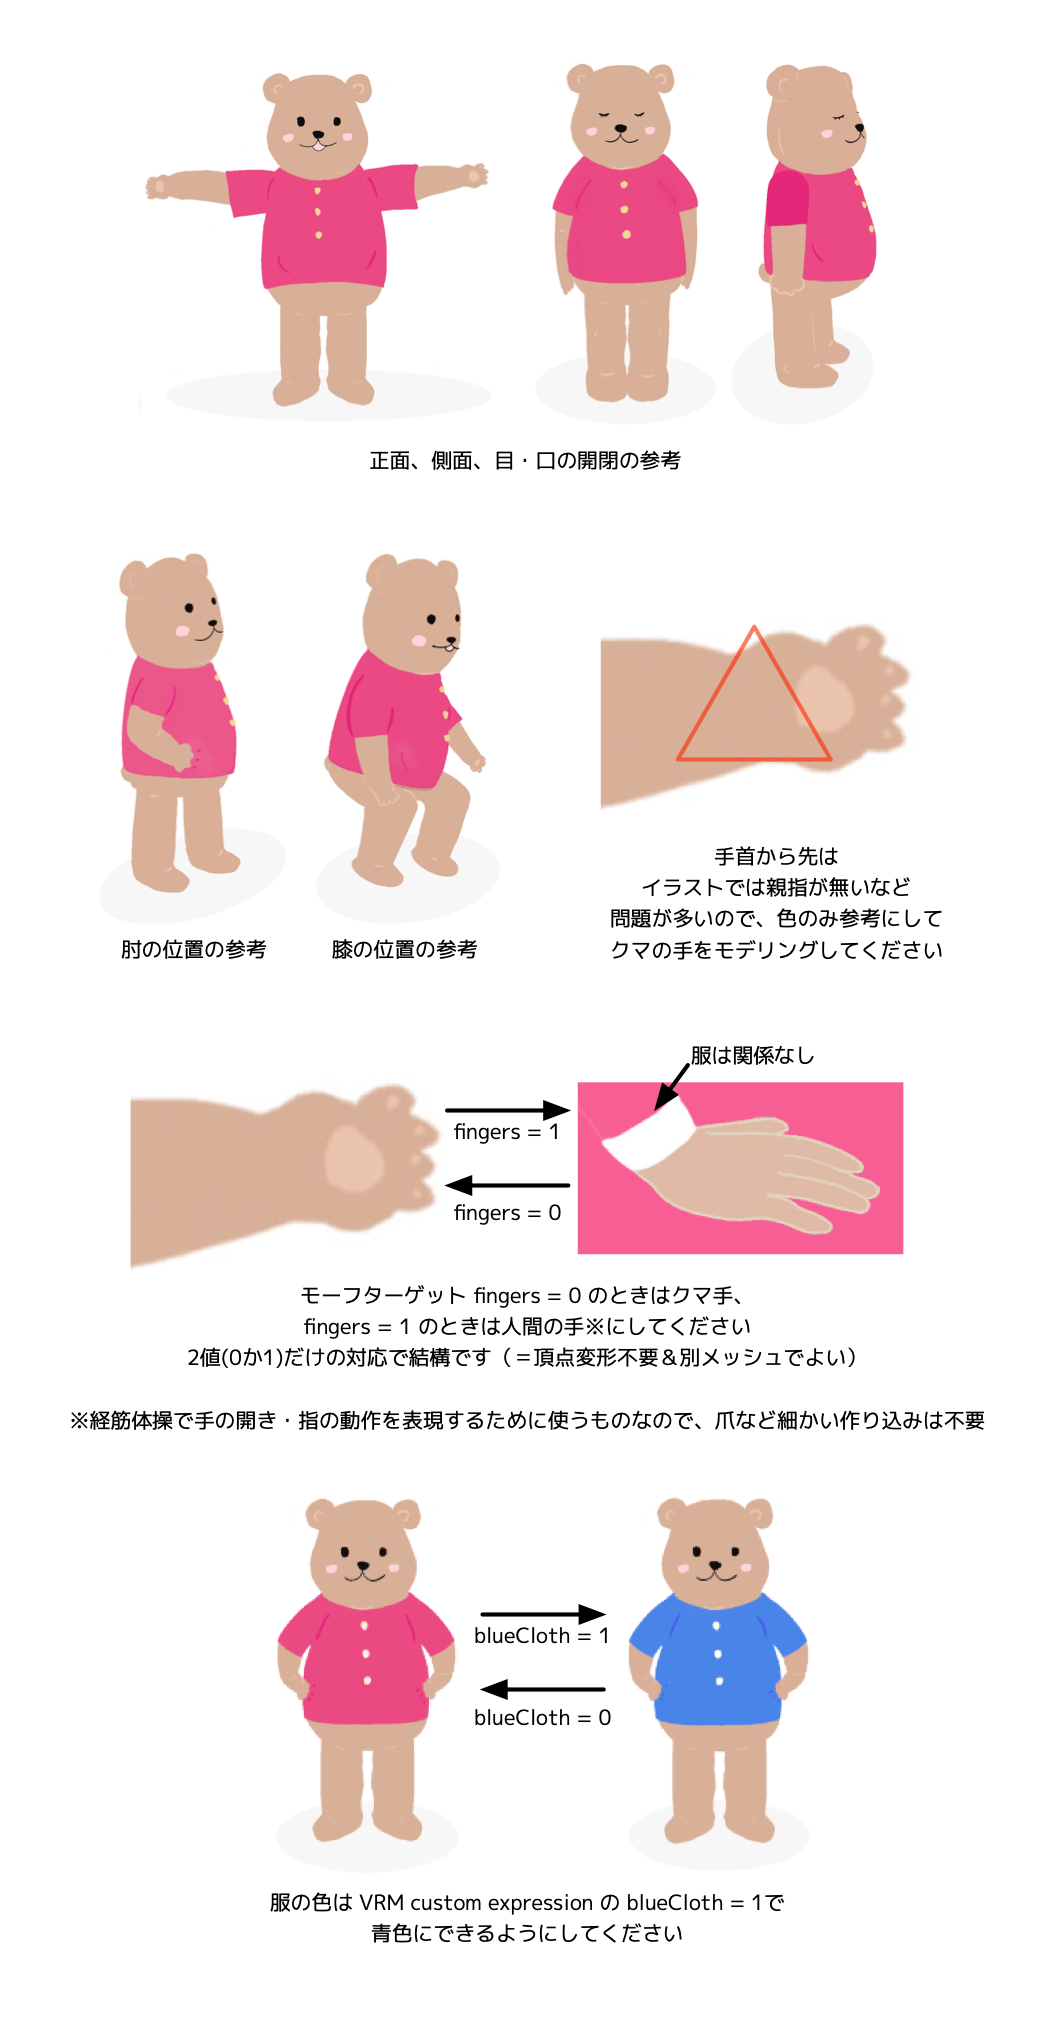 正面、側面、目・口の開閉の参考
肘の位置の参考
膝の位置の参考
手首から先は
イラストでは親指が無いなど
問題が多いので、色のみ参考にして
クマの手をモデリングしてください
服は関係なし
fingers = 1
fingers = 0
モーフターゲット fingers = 0 のときはクマ手、
fingers = 1 のときは人間の手※にしてください
2値(0か1)だけの対応で結構です（＝頂点変形不要＆別メッシュでよい）
※経筋体操で手の開き・指の動作を表現するために使うものなので、爪など細かい作り込みは不要
blueCloth = 1
blueCloth = 0
服の色は VRM custom expression の blueCloth = 1で
青色にできるようにしてください